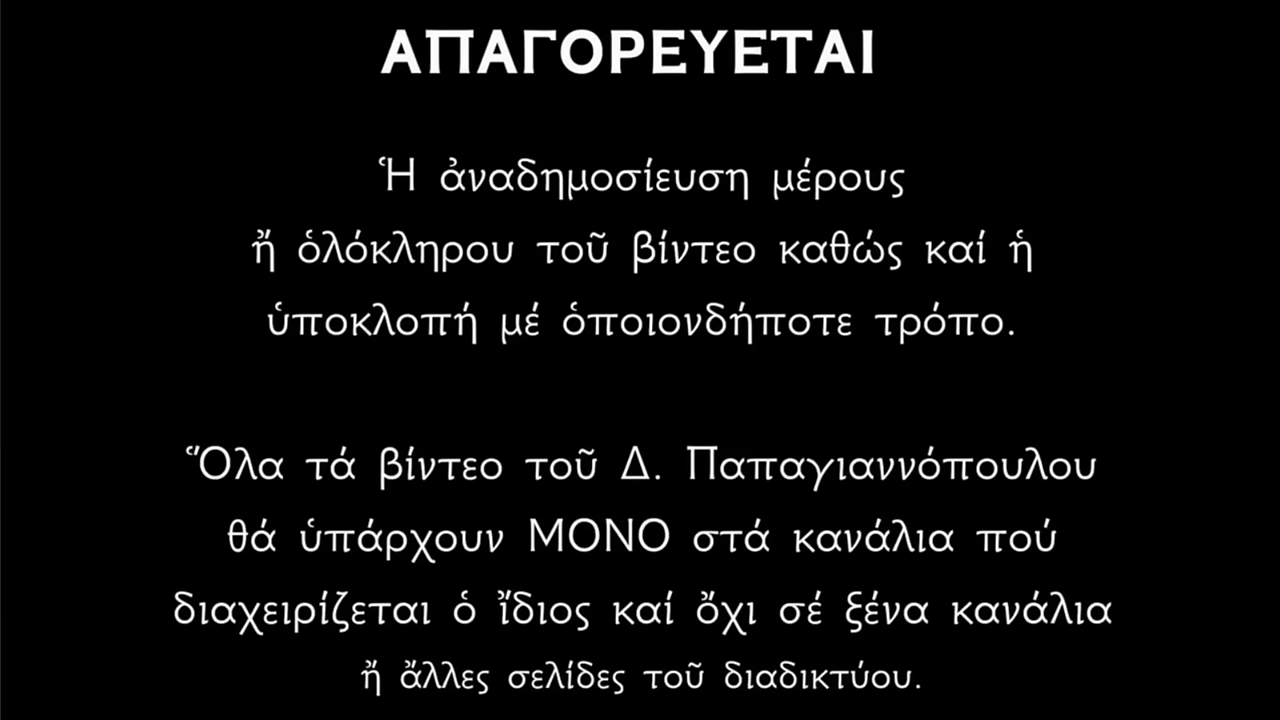 ΑΠΑΓΟΡΕΥΕΤΑΙ
Ἡ ἀναδημοσίευση μέρους
ἤ ὁλόκληρου τοῦ βίντεο καθώς καί ἡ
ὑποκλοπή μέ ὁποιονδήποτε τρόπο.
Ὅλα τά βίντεο τοῦ Δ. Παπαγιαννόπουλου
θά ὑπάρχουν ΜΟΝΟ στά κανάλια πού
διαχειρίζεται ὁ ἴδιος καί ὄχι σέ ξένα κανάλια
ἤ ἄλλες σελίδες τοῦ διαδικτύου.